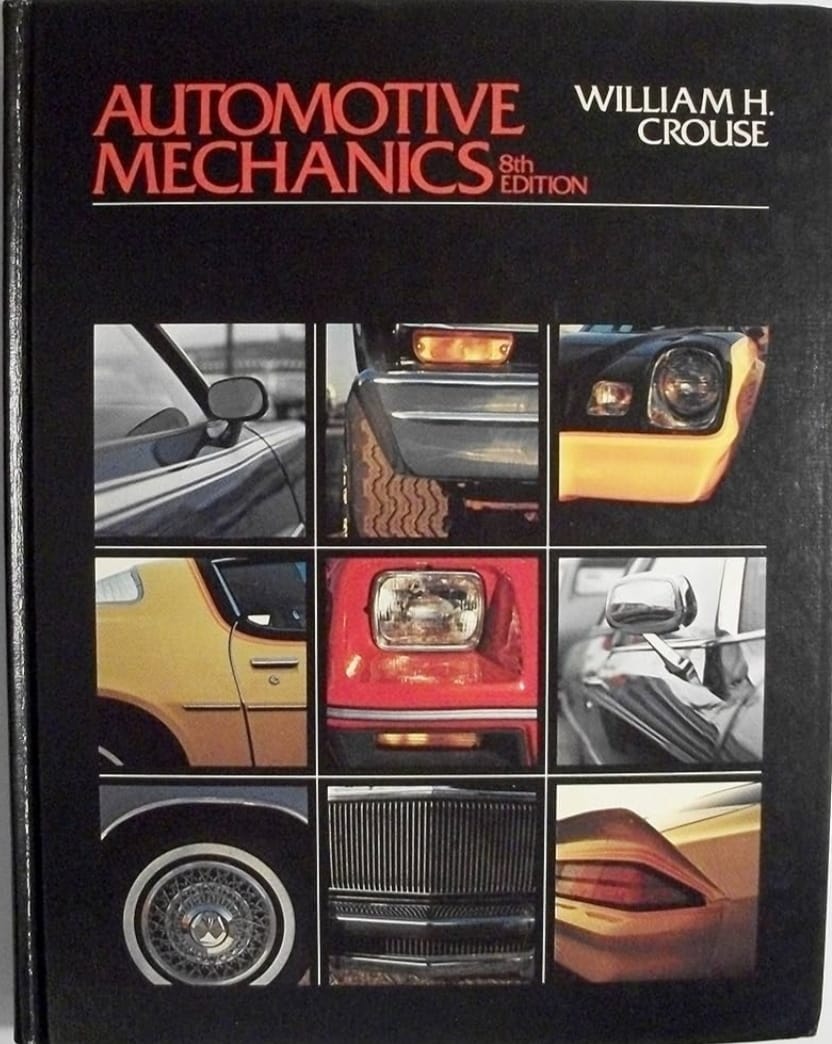 AUTOMOTIVE
MECHANICS 8th
EDITION
WILLIAM H.
CROUSE